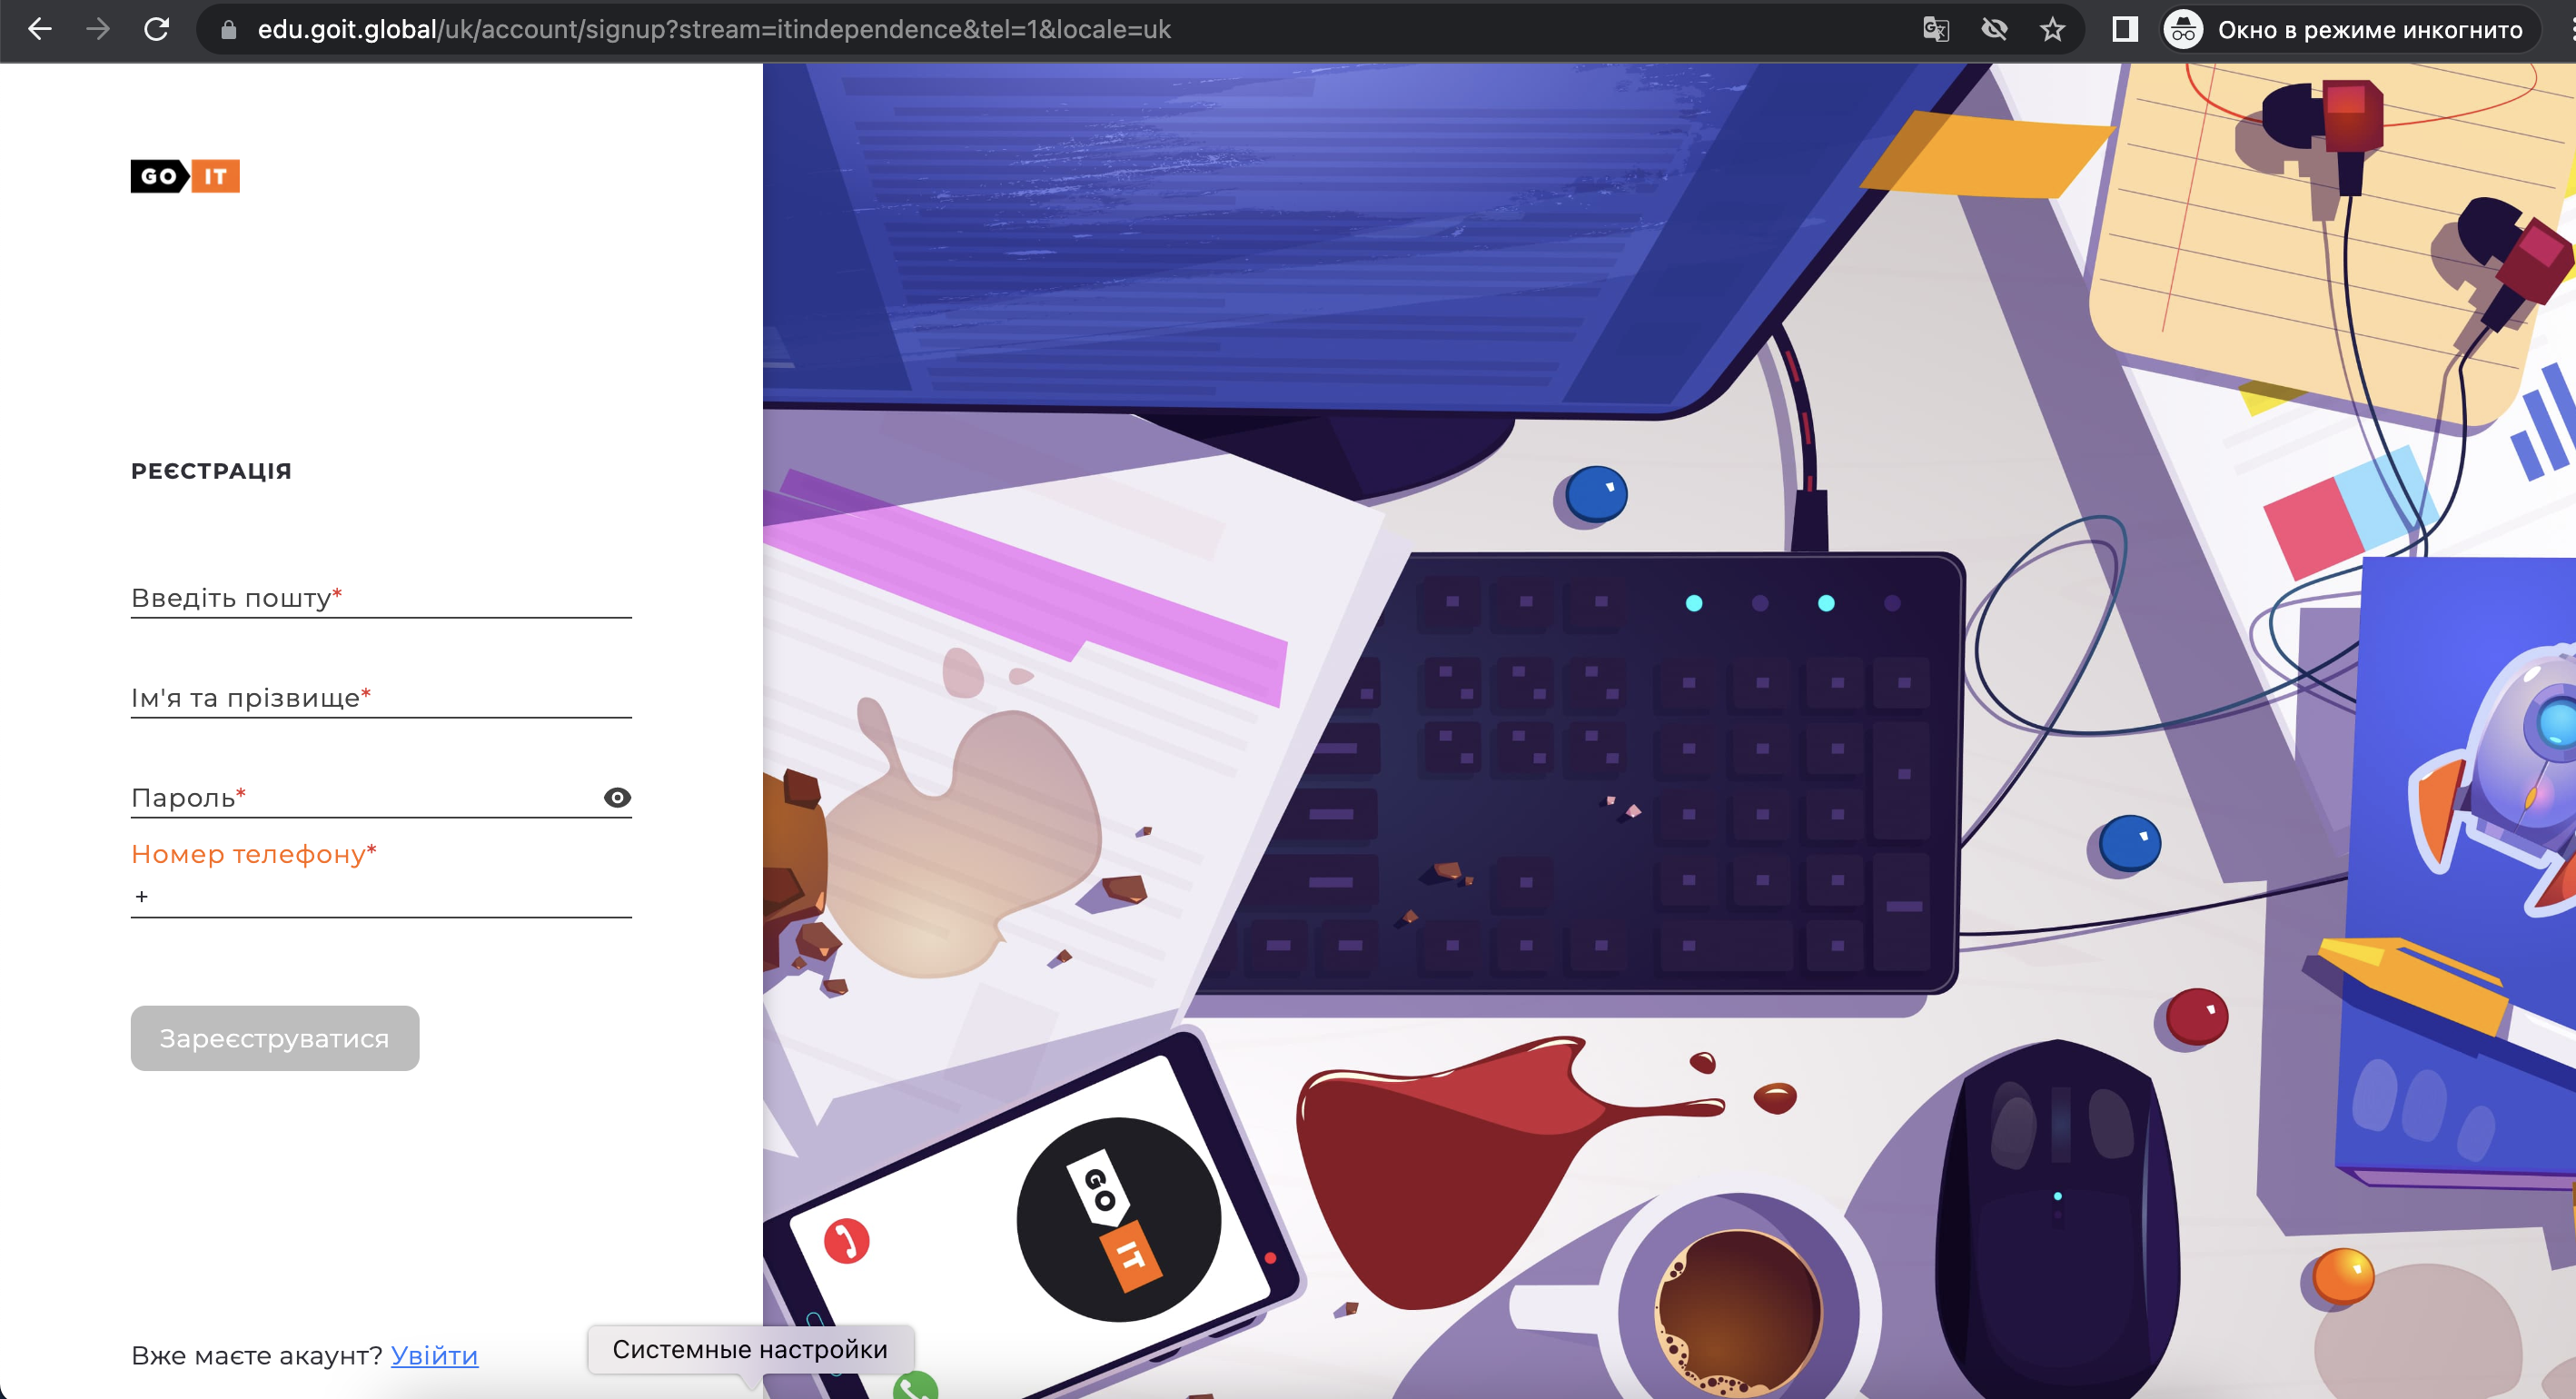 edu.goit.global/uk/account/signup?stream=itindependence&tel=1&locale=uk
Окно в режиме инкогнито
GO IT
РЕЄСТРАЦІЯ
Введіть пошту*
Ім'я та прізвище*
Пароль*
Номер телефону*
+
Зареєструватися
Вже маєте акаунт? Увійти
Системные настройки
GO
IT